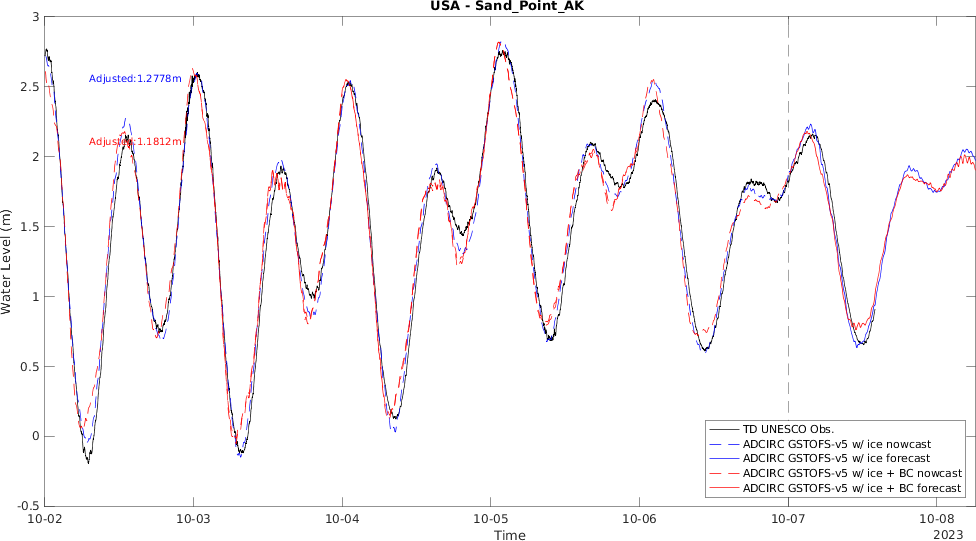 USA - Sand_Point_AK
3
2.5
2
1.5
1
0.5
0
-0.5
Water Level (m)
Adjusted:1.2778m
Adjusted:1.1812m
TD UNESCO Obs.
ADCIRC GSTOFS-v5 w/ ice nowcast
ADCIRC GSTOFS-v5 w/ ice forecast
ADCIRC GSTOFS-v5 w/ ice + BC nowcast
ADCIRC GSTOFS-v5 w/ ice + BC forecast
10-02 10-03 10-04 10-05 10-06 10-07 10-08
Time
2023